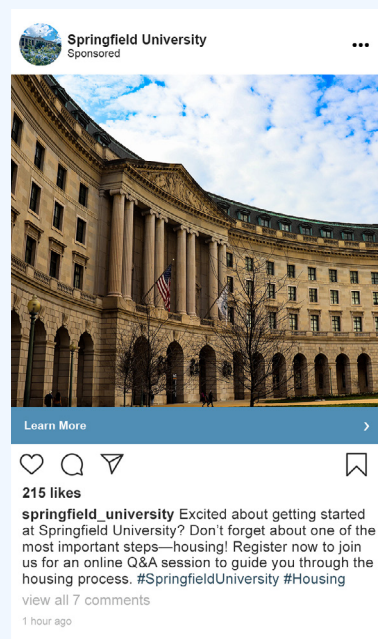 Springfield University
Sponsored
Learn More
215 likes
springfield_university Excited about getting started
at Springfield University? Don't forget about one of the
most important steps—housing! Register now to join
us for an online Q&A session to guide you through the
housing process. #SpringfieldUniversity #Housing
view all 7 comments
1 hour ago